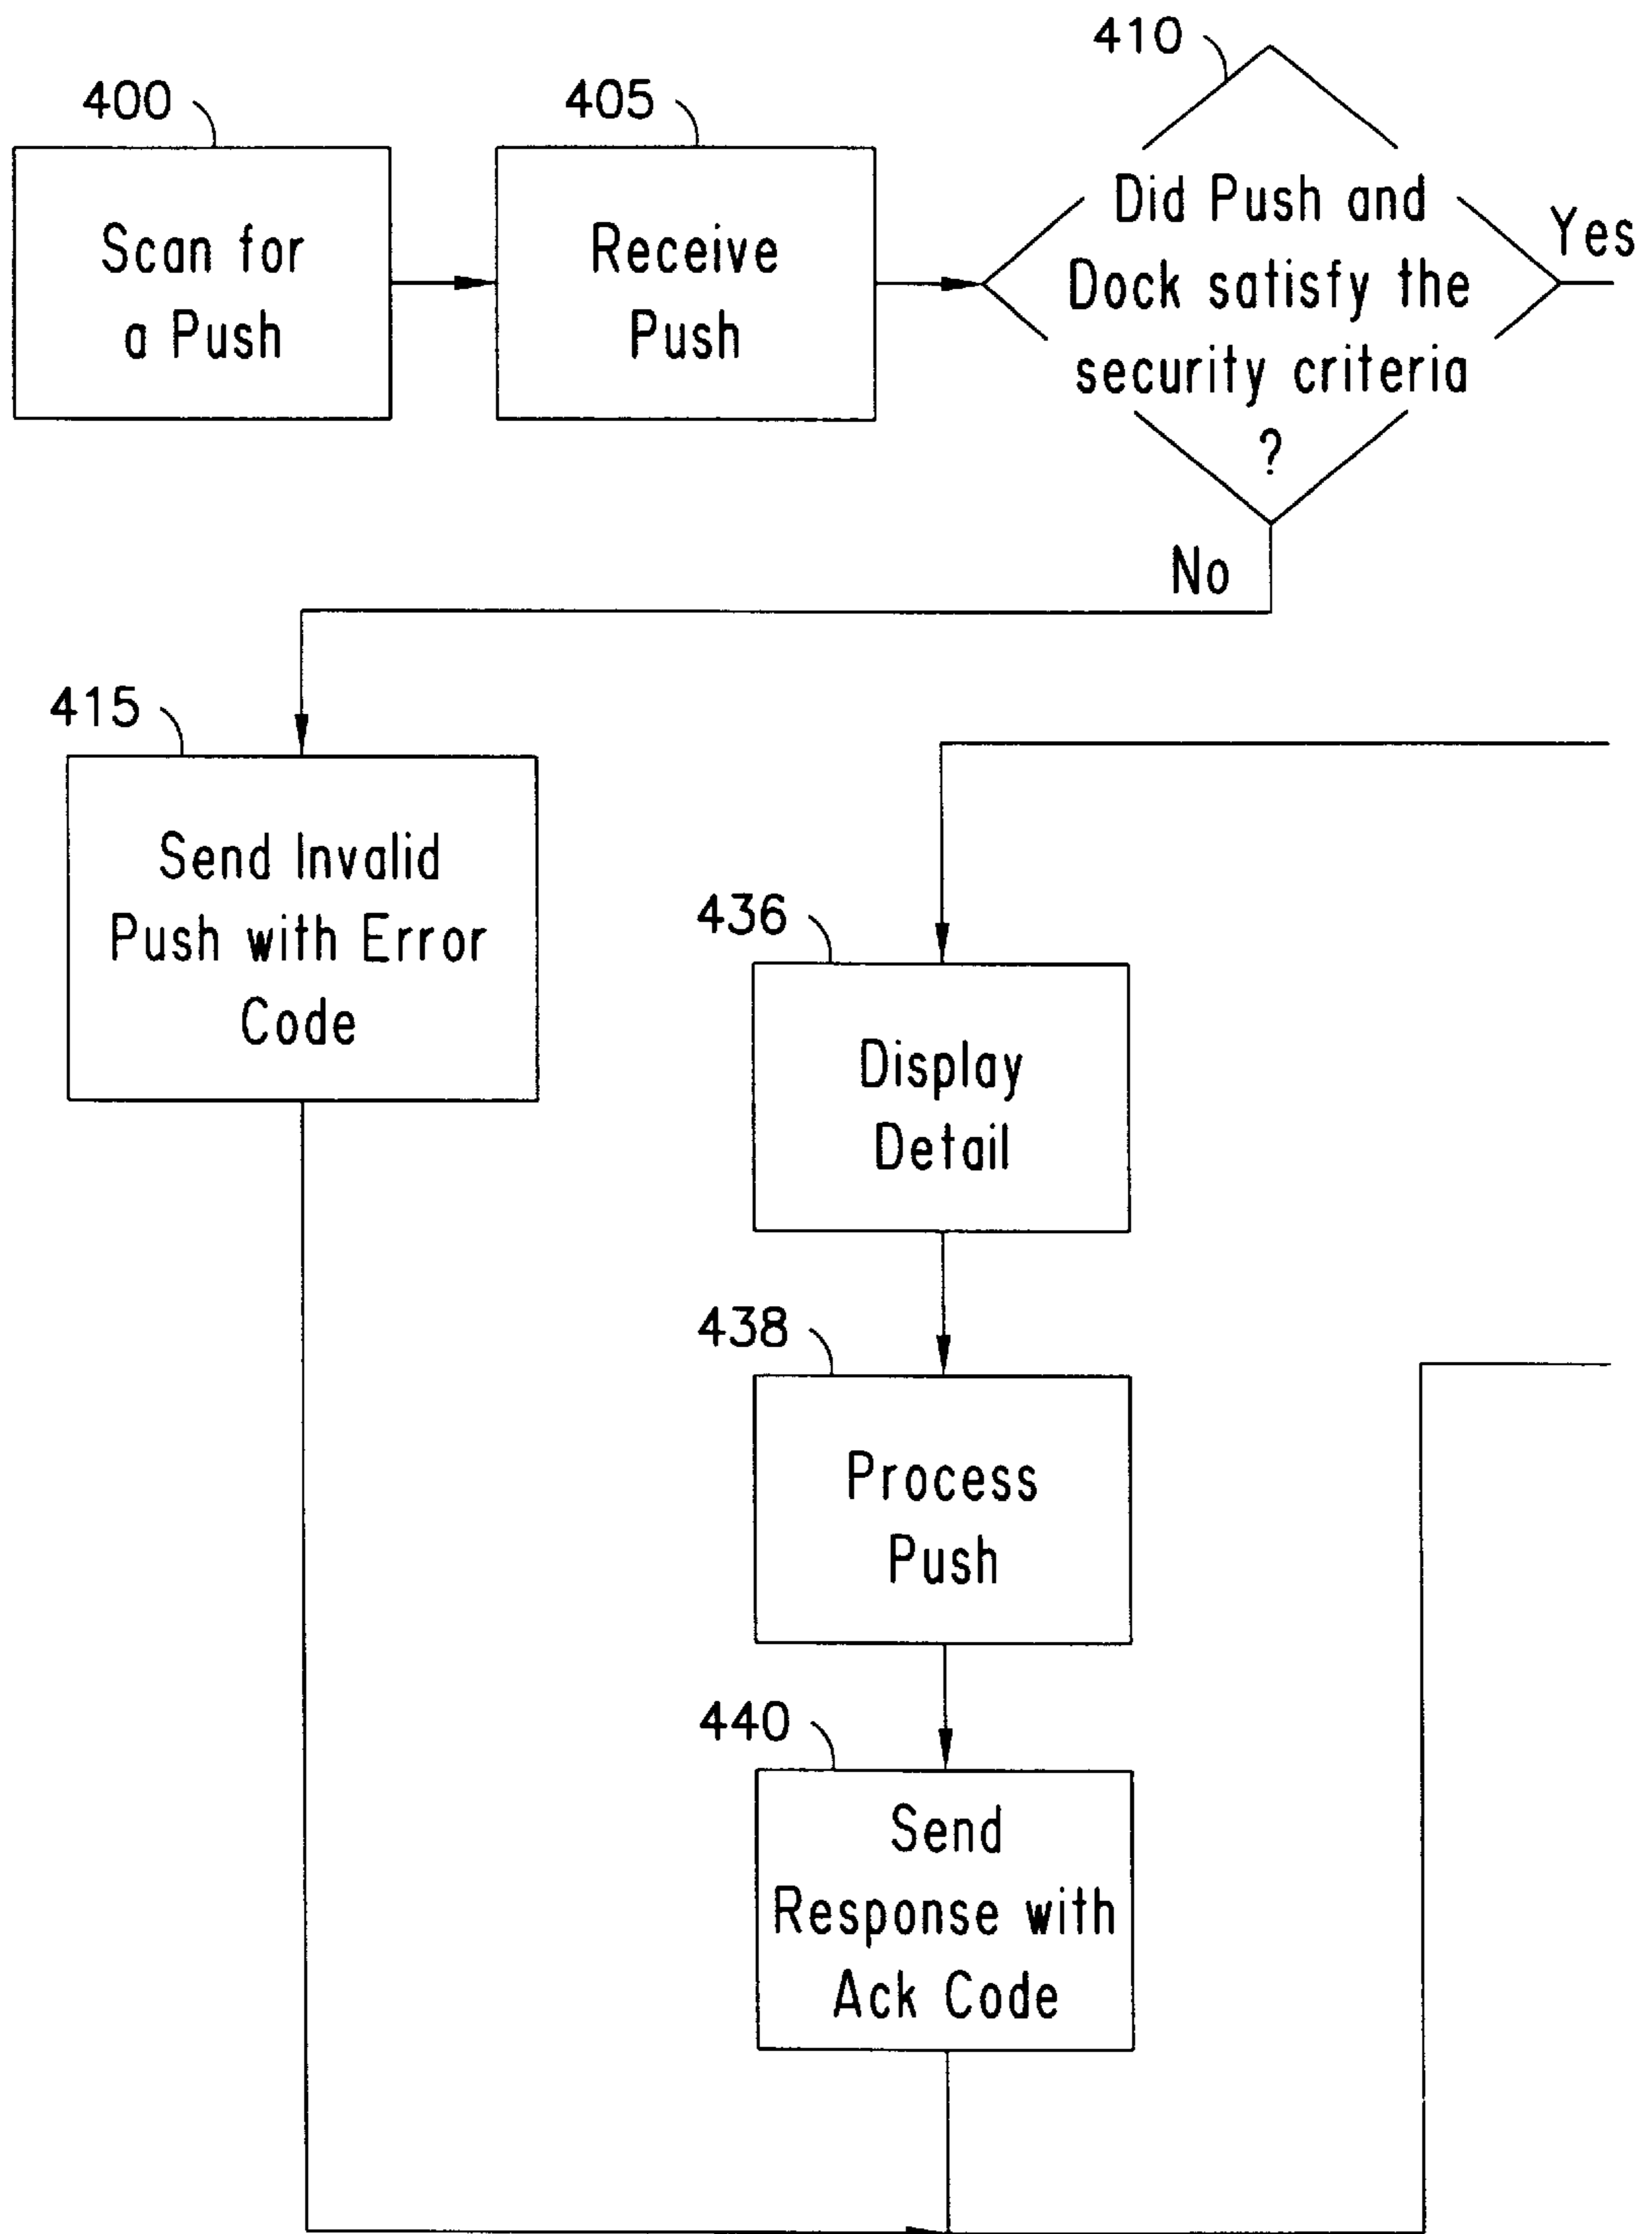 400
Scan for
a Push
405
Receive
Push
410
Did Push and
Dock satisfy the
security criteria
?
Yes
No
415
Send Invalid
Push with Error
Code
436
Display
Detail
438
Process
Push
440
Send
Response with
Ack Code